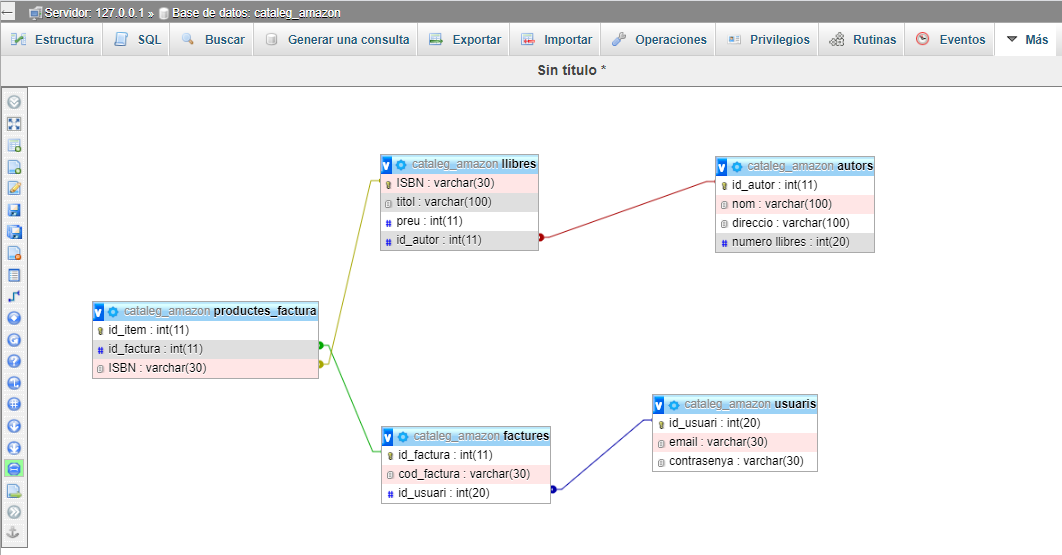 Servidor: 127.0.0.1 » Base de datos: cataleg_amazon
Estructura SQL Buscar Generar una consulta Exportar Importar Operaciones Privilegios Rutinas Eventos Más
Sin título *
v cataleg_amazon llibres
ISBN : varchar(30)
titol : varchar(100)
# preu : int(11)
# id_autor : int(11)
v cataleg_amazon autors
id_autor : int(11)
nom : varchar(100)
direccio : varchar(100)
# numero llibres : int(20)
v cataleg_amazon productes_factura
id_item : int(11)
# id_factura : int(11)
ISBN : varchar(30)
v cataleg_amazon factures
id_factura : int(11)
cod_factura : varchar(30)
# id_usuari : int(20)
v cataleg_amazon usuaris
id_usuari : int(20)
email : varchar(30)
contrasenya : varchar(30)